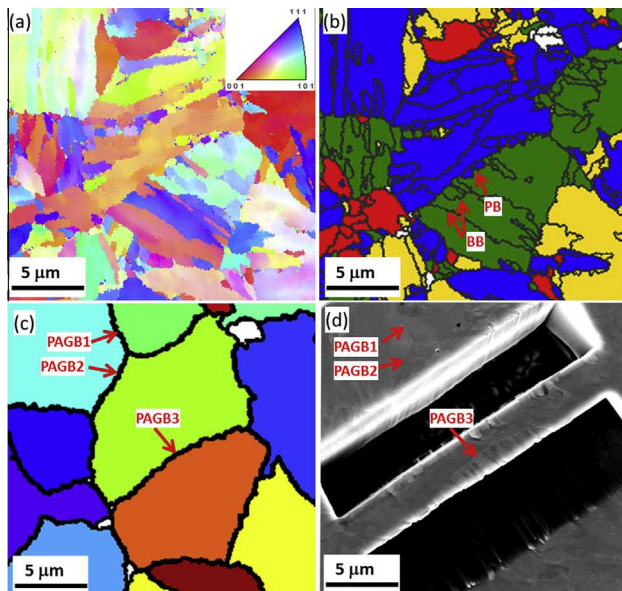 (a)
111
001
101
5 μm
(b)
PB
BB
5 μm
(c)
PAGB1
PAGB2
PAGB3
5 μm
(d)
PAGB1
PAGB2
PAGB3
5 μm